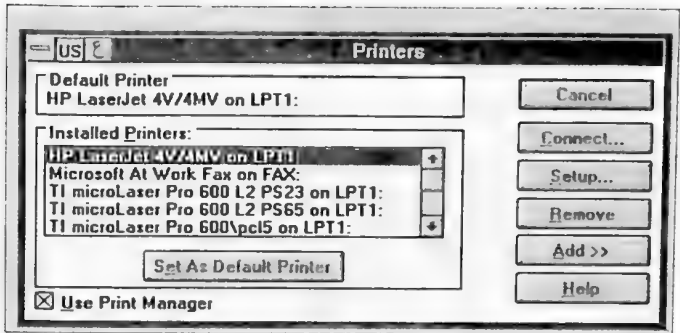 US ع
Printers
Default Printer
HP LaserJet 4V/4MV on LPT1:
Installed Printers:
HP LaserJet 4V/4MV on LPT1:
Microsoft At Work Fax on FAX:
TI microLaser Pro 600 L2 PS23 on LPT1:
TI microLaser Pro 600 L2 PS65 on LPT1:
TI microLaser Pro 600\pcl5 on LPT1:
Set As Default Printer
Use Print Manager
Cancel
Connect...
Setup...
Remove
Add >>
Help